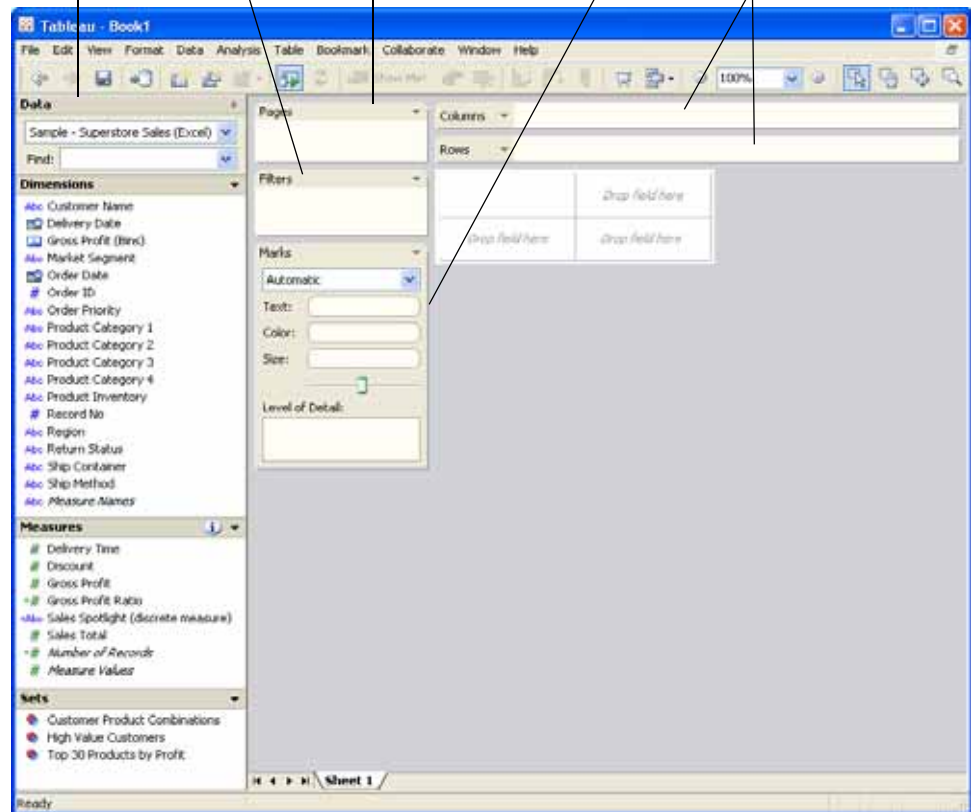 Tableau - Book1
File Edit View Format Data Analysis Table Bookmark Collaborate Window Help
100%
Data
Sample - Superstore Sales (Excel)
Find:
Dimensions
Abc Customer Name
Delivery Date
Gross Profit (Bins)
Abc Market Segment
Order Date
# Order ID
Abc Order Priority
Abc Product Category 1
Abc Product Category 2
Abc Product Category 3
Abc Product Category 4
Abc Product Inventory
# Record No
Abc Region
Abc Return Status
Abc Ship Container
Abc Ship Method
Abc Measure Names
Measures
# Delivery Time
# Discount
# Gross Profit
=# Gross Profit Ratio
=Abc Sales Spotlight (discrete measure)
# Sales Total
=# Number of Records
# Measure Values
Sets
Customer Product Combinations
High Value Customers
Top 30 Products by Profit
Pages
Filters
Marks
Automatic
Text:
Color:
Size:
Level of Detail:
Columns
Rows
Drop field here
Drop field here
Drop field here
Sheet 1
Ready